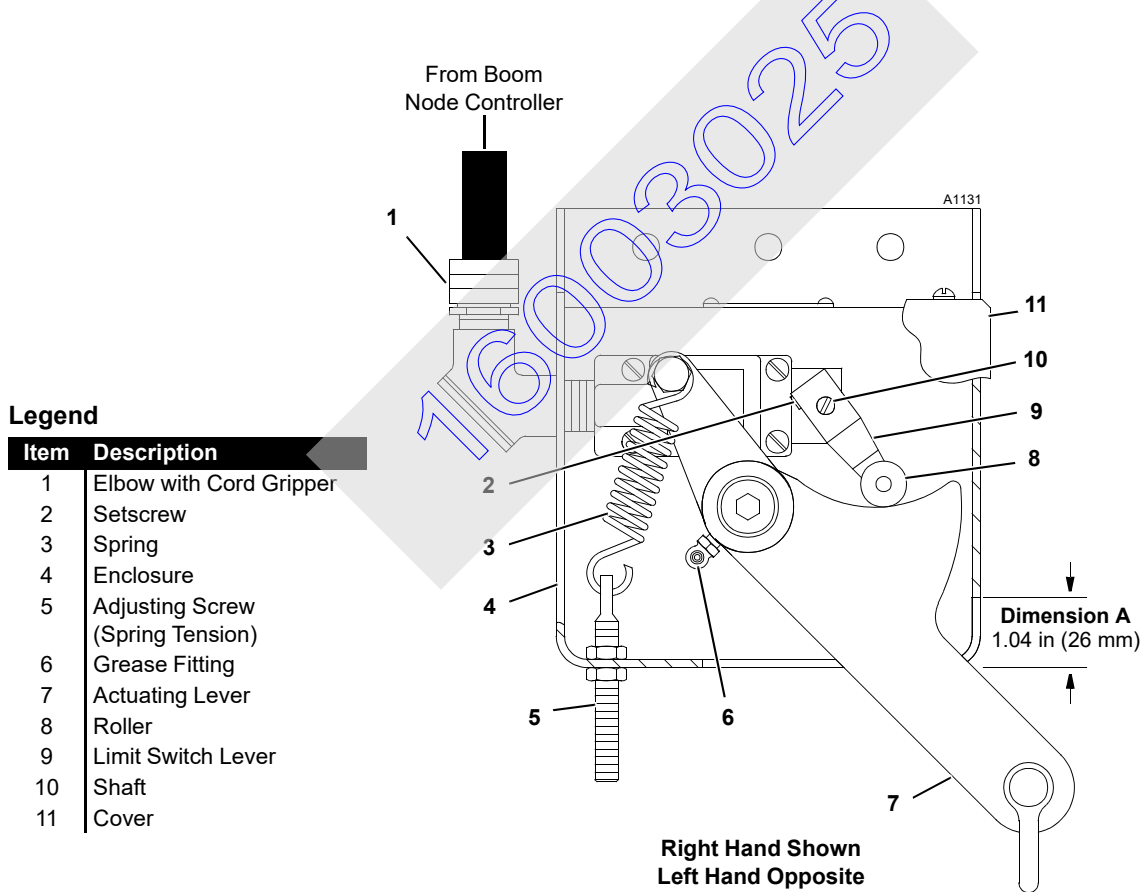 From Boom
Node Controller
16003025
A1131
1
11
10
9
8
2
3
4
5
6
7
Dimension A
1.04 in (26 mm)
Right Hand Shown
Left Hand Opposite
Legend
Item Description
1 Elbow with Cord Gripper
2 Setscrew
3 Spring
4 Enclosure
5 Adjusting Screw
(Spring Tension)
6 Grease Fitting
7 Actuating Lever
8 Roller
9 Limit Switch Lever
10 Shaft
11 Cover